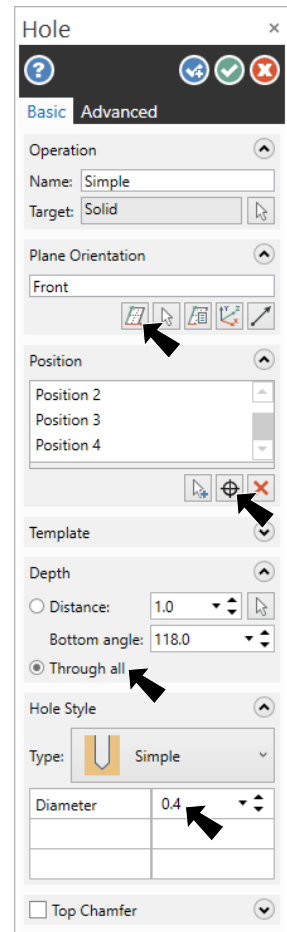 Hole ×
Basic Advanced
Operation
Name: Simple
Target: Solid
Plane Orientation
Front
Position
Position 2
Position 3
Position 4
Template
Depth
Distance: 1.0
Bottom angle: 118.0
Through all
Hole Style
Type: Simple
Diameter 0.4
Top Chamfer